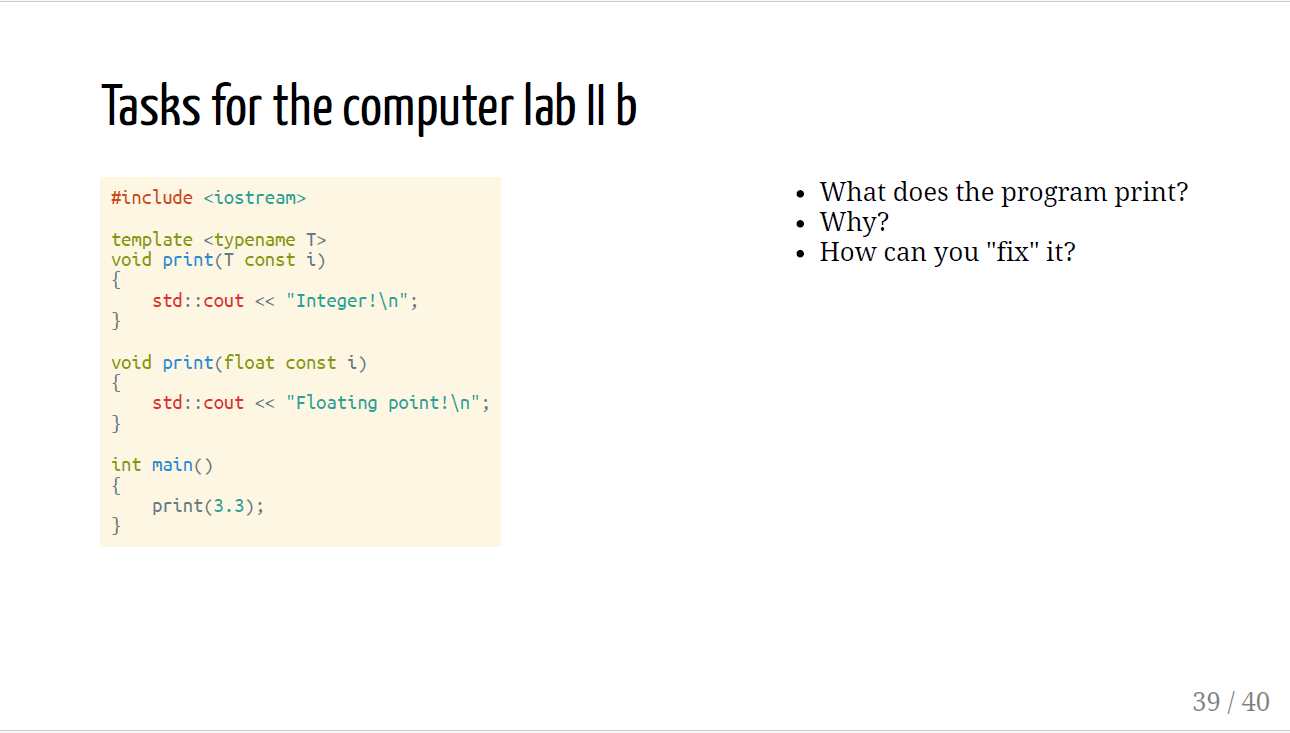 Tasks for the computer lab II b
#include <iostream>
template <typename T>
void print(T const i)
{
    std::cout << "Integer!\n";
}
void print(float const i)
{
    std::cout << "Floating point!\n";
}
int main()
{
    print(3.3);
}
• What does the program print?
• Why?
• How can you "fix" it?
39 / 40